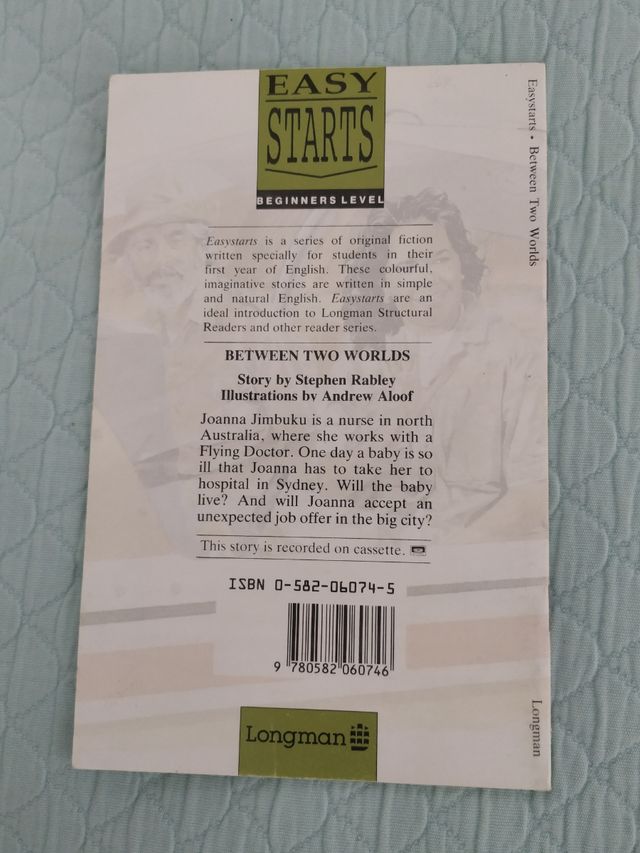 EASY
STARTS
BEGINNERS LEVEL
Easystarts is a series of original fiction
written specially for students in their
first year of English. These colourful,
imaginative stories are written in simple
and natural English. Easystarts are an
ideal introduction to Longman Structural
Readers and other reader series.
BETWEEN TWO WORLDS
Story by Stephen Rabley
Illustrations by Andrew Aloof
Joanna Jimbuku is a nurse in north
Australia, where she works with a
Flying Doctor. One day a baby is so
ill that Joanna has to take her to
hospital in Sydney. Will the baby
live? And will Joanna accept an
unexpected job offer in the big city?
This story is recorded on cassette.
ISBN 0-582-06074-5
9 780582 060746
Longman
Easystarts • Between Two Worlds
Longman